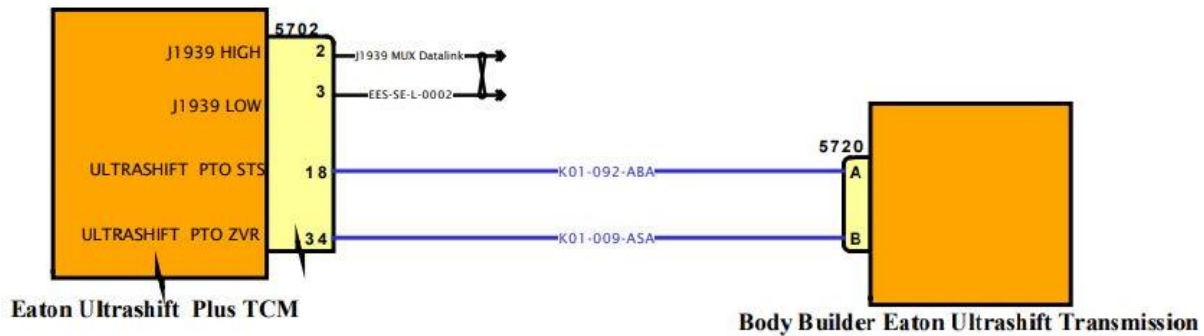 5702
J1939 HIGH 2 J1939 MUX Datalink
J1939 LOW 3 EES-SE-L-0002
5720
ULTRASHIFT PTO STS 18 K01-092-ABA A
ULTRASHIFT PTO ZVR 34 K01-009-ASA B
Eaton Ultrashift Plus TCM
Body Builder Eaton Ultrashift Transmission